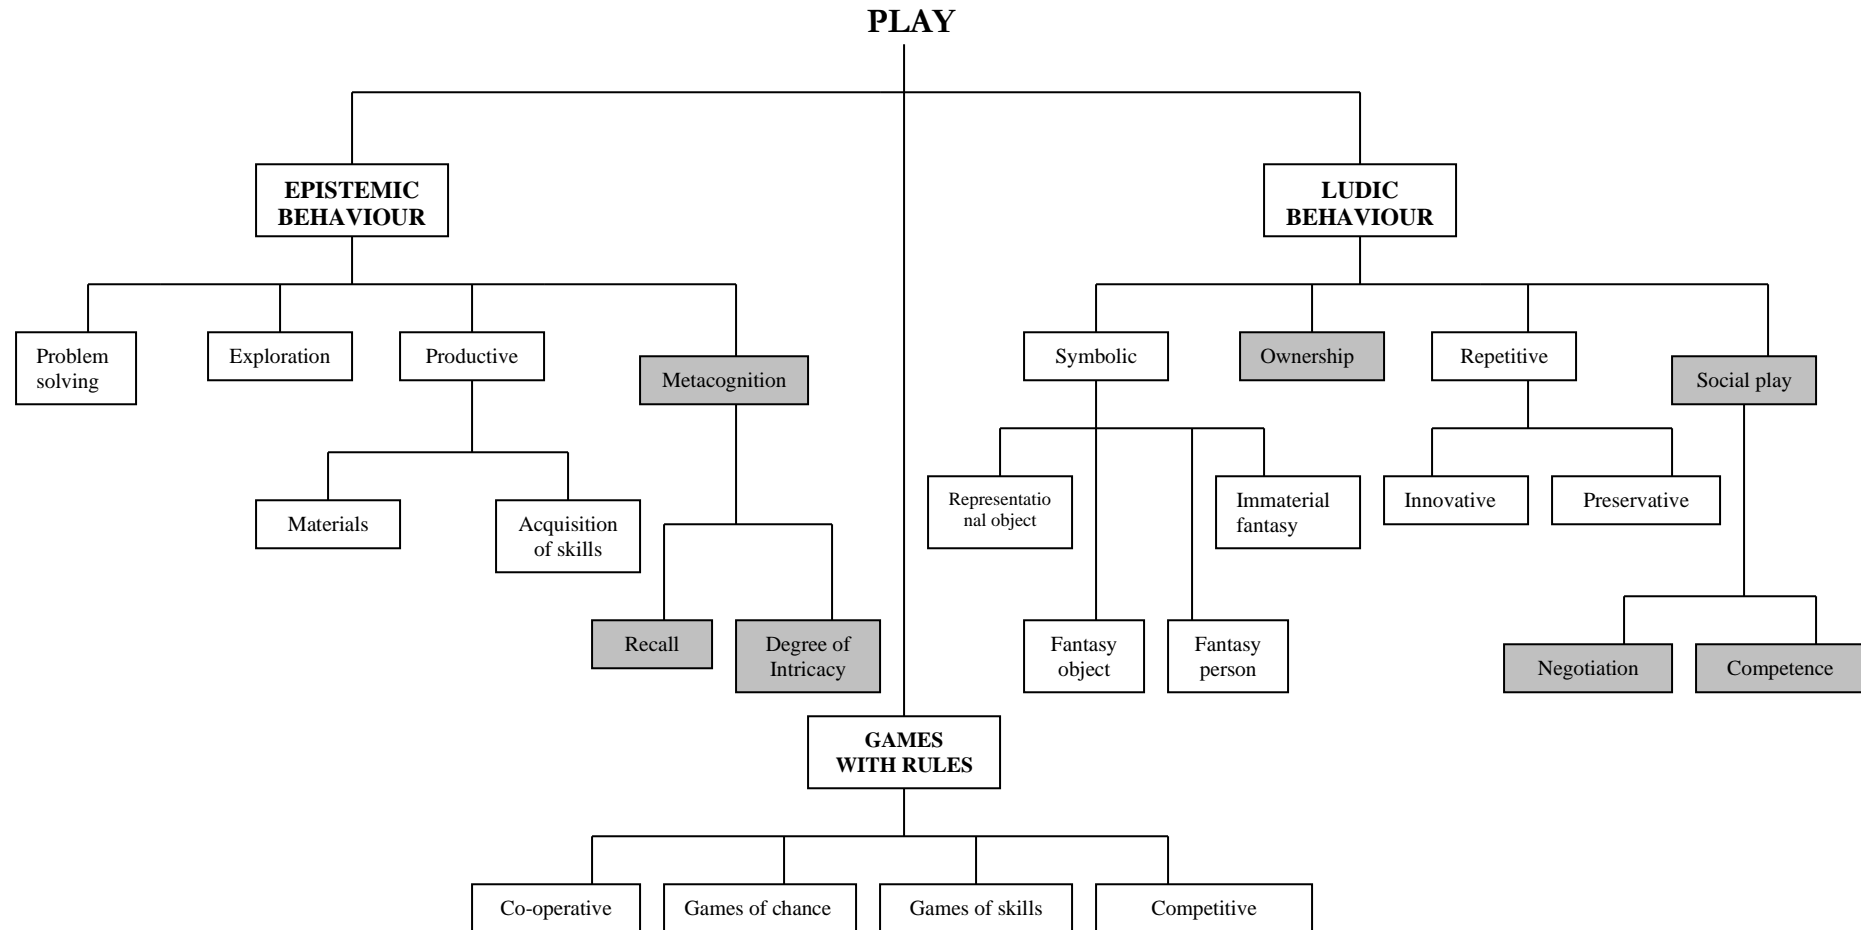 PLAY
EPISTEMIC
BEHAVIOUR
LUDIC
BEHAVIOUR
Problem
solving
Exploration
Productive
Metacognition
Symbolic
Ownership
Repetitive
Social play
Materials
Acquisition
of skills
Representatio
nal object
Immaterial
fantasy
Innovative
Preservative
Recall
Degree of
Intricacy
Fantasy
object
Fantasy
person
Negotiation
Competence
GAMES
WITH RULES
Co-operative
Games of chance
Games of skills
Competitive